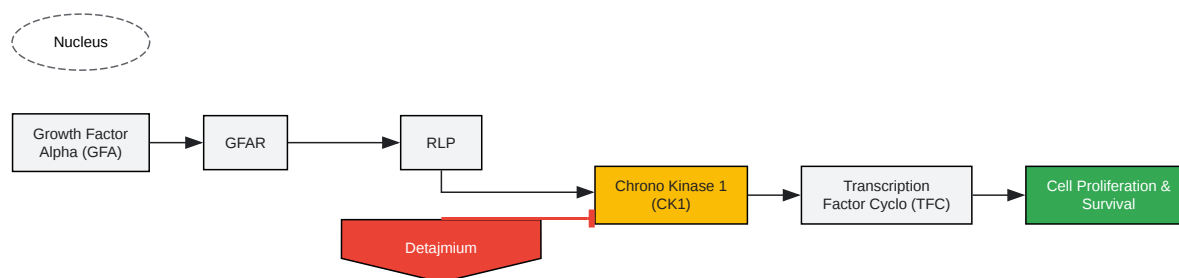 Nucleus
Growth Factor
Alpha (GFA)
GFAR
RLP
Chrono Kinase 1
(CK1)
Transcription
Factor Cyclo (TFC)
Cell Proliferation &
Survival
Detajmium